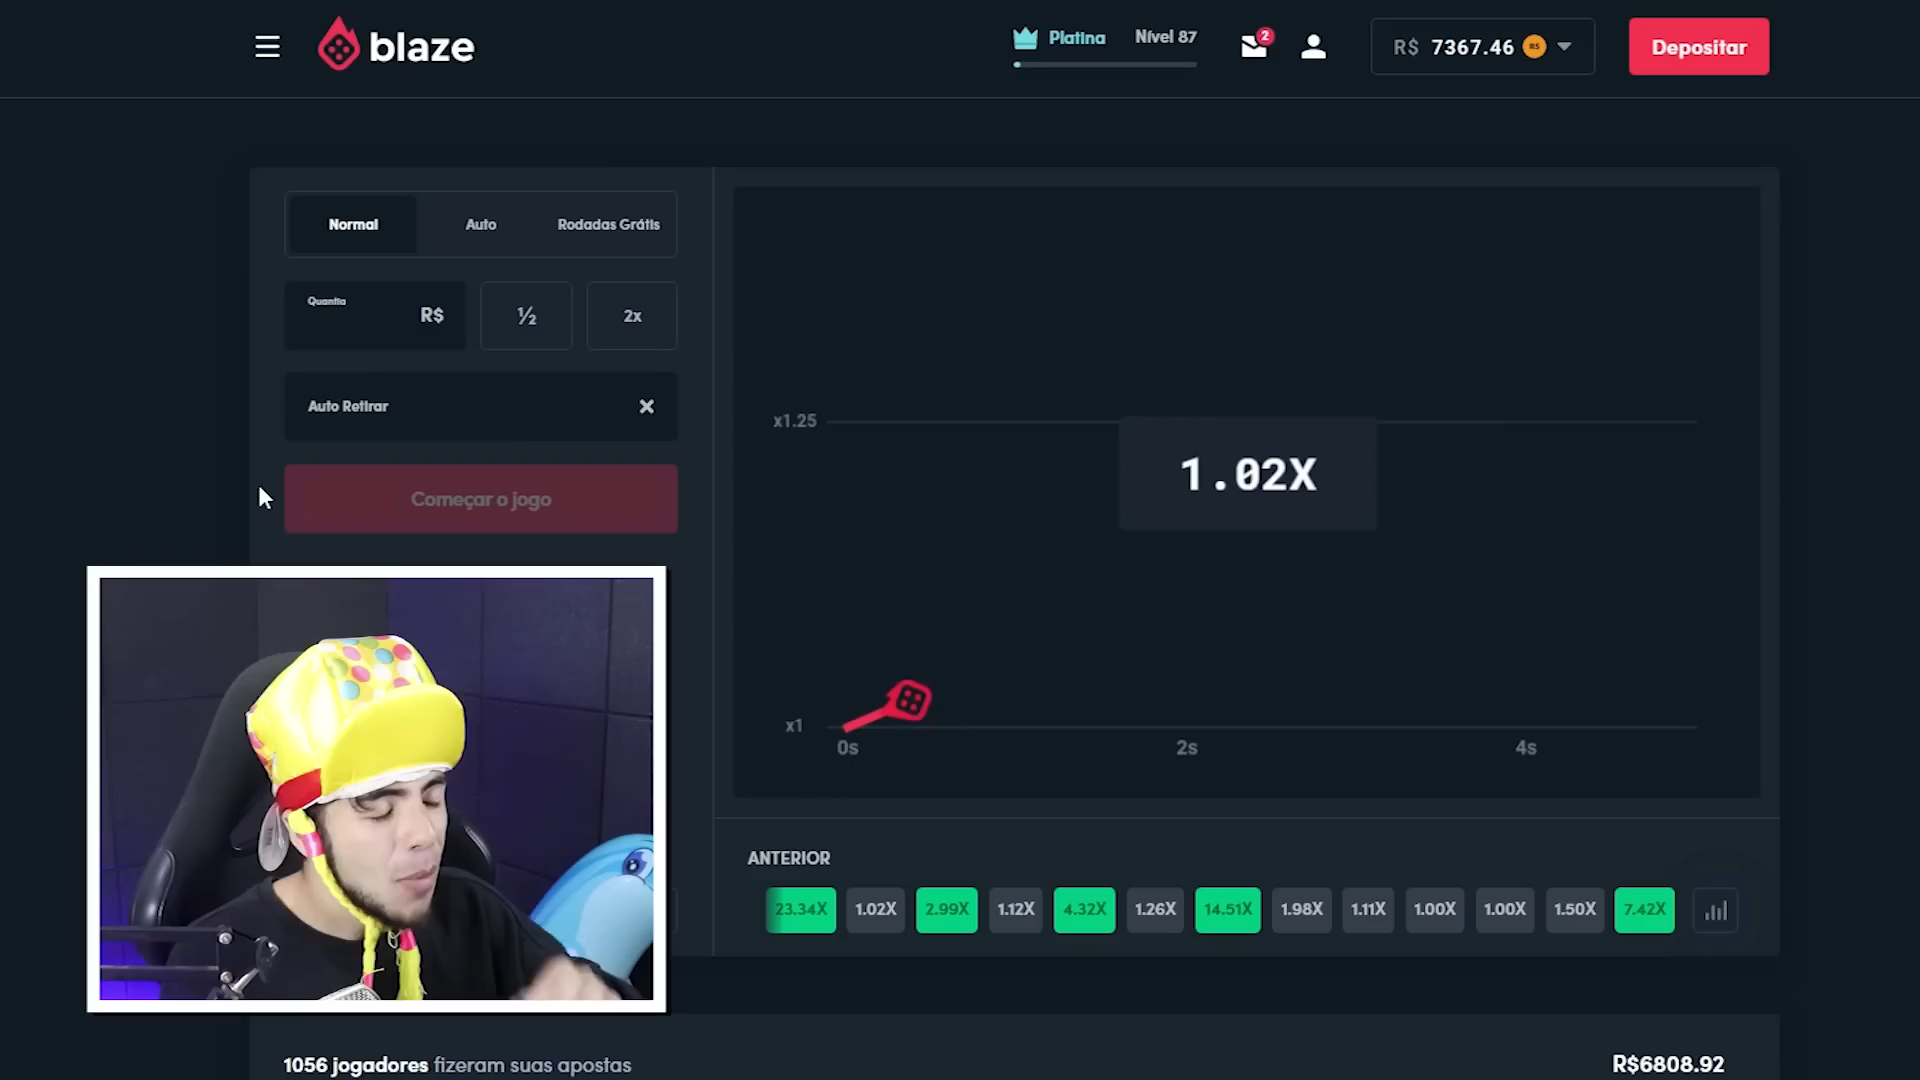 blaze
Platina
Nível 87
2
R$ 7367.46 R$
Depositar
Normal
Auto
Rodadas Grátis
Quantia
R$
½
2x
Auto Retirar
Começar o jogo
x1.25
1.02X
x1
0s
2s
4s
ANTERIOR
23.34X
1.02X
2.99X
1.12X
4.32X
1.26X
14.51X
1.98X
1.11X
1.00X
1.00X
1.50X
7.42X
1056 jogadores fizeram suas apostas
R$6808.92